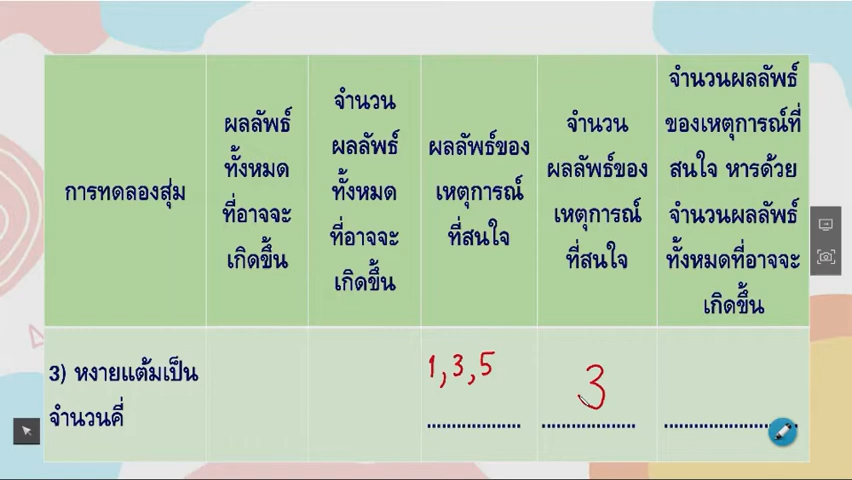 การทดลองสุ่ม
ผลลัพธ์
ทั้งหมด
ที่อาจจะ
เกิดขึ้น
จำนวน
ผลลัพธ์
ทั้งหมด
ที่อาจจะ
เกิดขึ้น
ผลลัพธ์ของ
เหตุการณ์
ที่สนใจ
จำนวน
ผลลัพธ์ของ
เหตุการณ์
ที่สนใจ
จำนวนผลลัพธ์
ของเหตุการณ์ที่
สนใจ หารด้วย
จำนวนผลลัพธ์
ทั้งหมดที่อาจจะ
เกิดขึ้น
3) หงายแต้มเป็น
จำนวนคี่
1,3,5
3